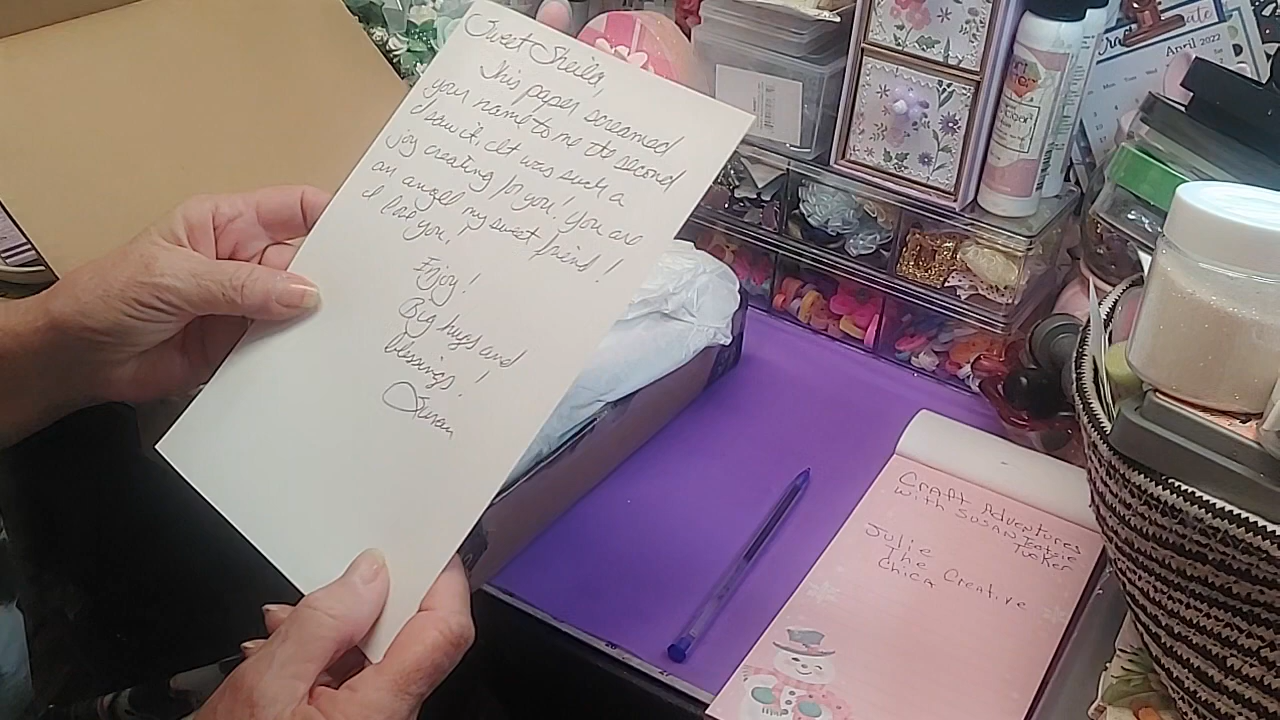 Sweet Sheila,
This paper screamed
your name to me the second
I saw it. It was such a
joy creating for you! You are
an angel my sweet friend!
I love you.
Enjoy!
Big hugs and
blessings!
Susan
April 2022
Craft Adventures
with SUSAN
Tucker
Julie
The Creative
Chica